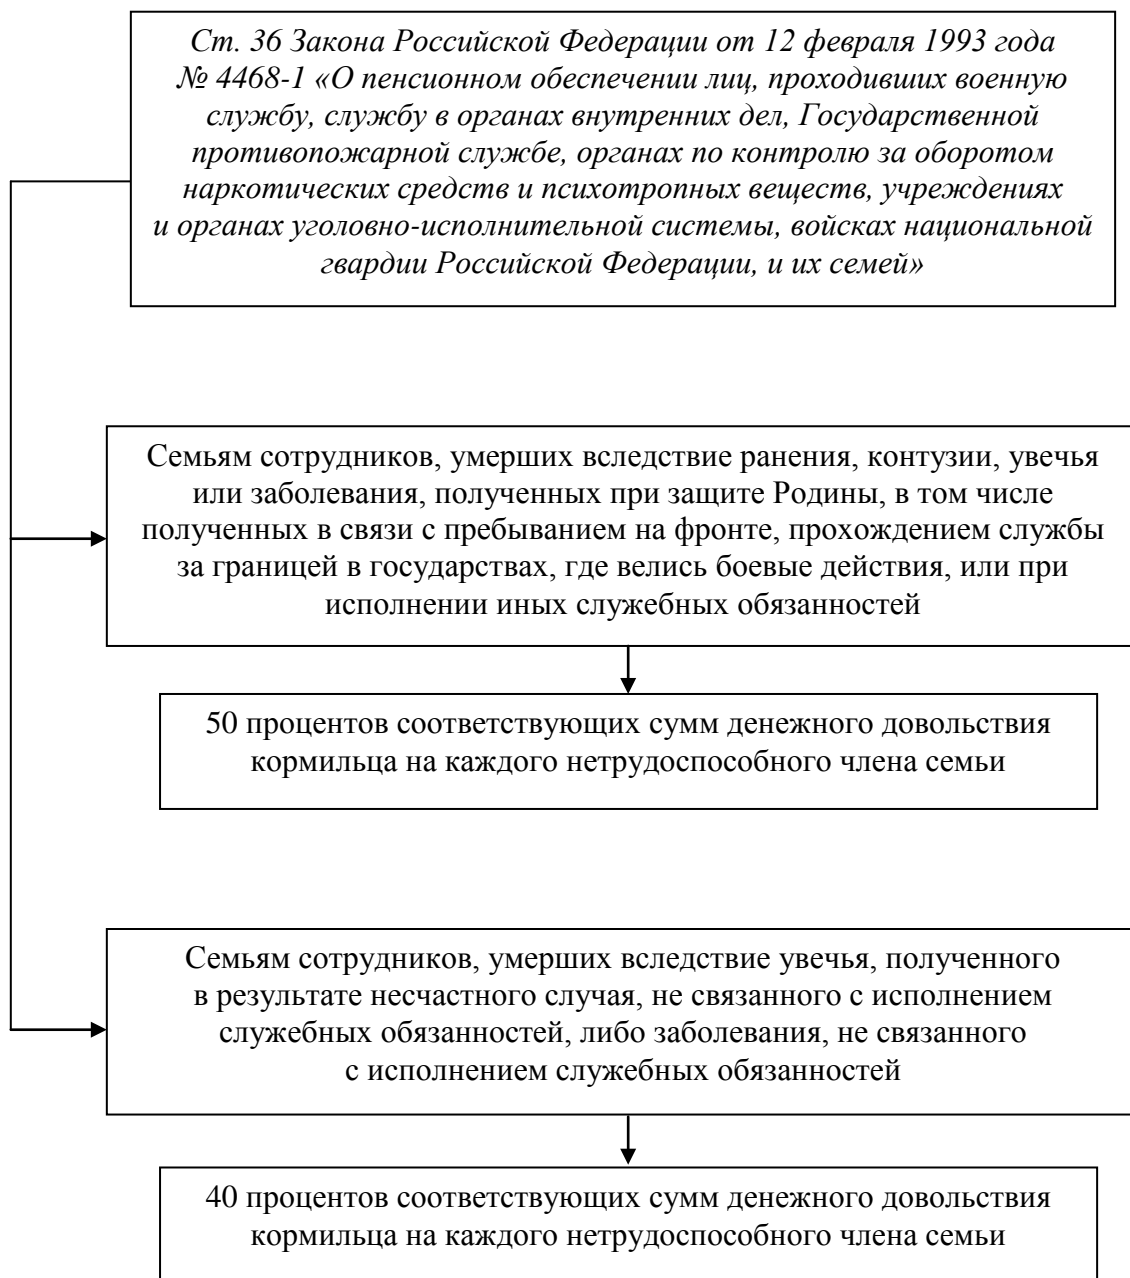 Ст. 36 Закона Российской Федерации от 12 февраля 1993 года
№ 4468-1 «О пенсионном обеспечении лиц, проходивших военную
службу, службу в органах внутренних дел, Государственной
противопожарной службе, органах по контролю за оборотом
наркотических средств и психотропных веществ, учреждениях
и органах уголовно-исполнительной системы, войсках национальной
гвардии Российской Федерации, и их семей»
Семьям сотрудников, умерших вследствие ранения, контузии, увечья
или заболевания, полученных при защите Родины, в том числе
полученных в связи с пребыванием на фронте, прохождением службы
за границей в государствах, где велись боевые действия, или при
исполнении иных служебных обязанностей
50 процентов соответствующих сумм денежного довольствия
кормильца на каждого нетрудоспособного члена семьи
Семьям сотрудников, умерших вследствие увечья, полученного
в результате несчастного случая, не связанного с исполнением
служебных обязанностей, либо заболевания, не связанного
с исполнением служебных обязанностей
40 процентов соответствующих сумм денежного довольствия
кормильца на каждого нетрудоспособного члена семьи